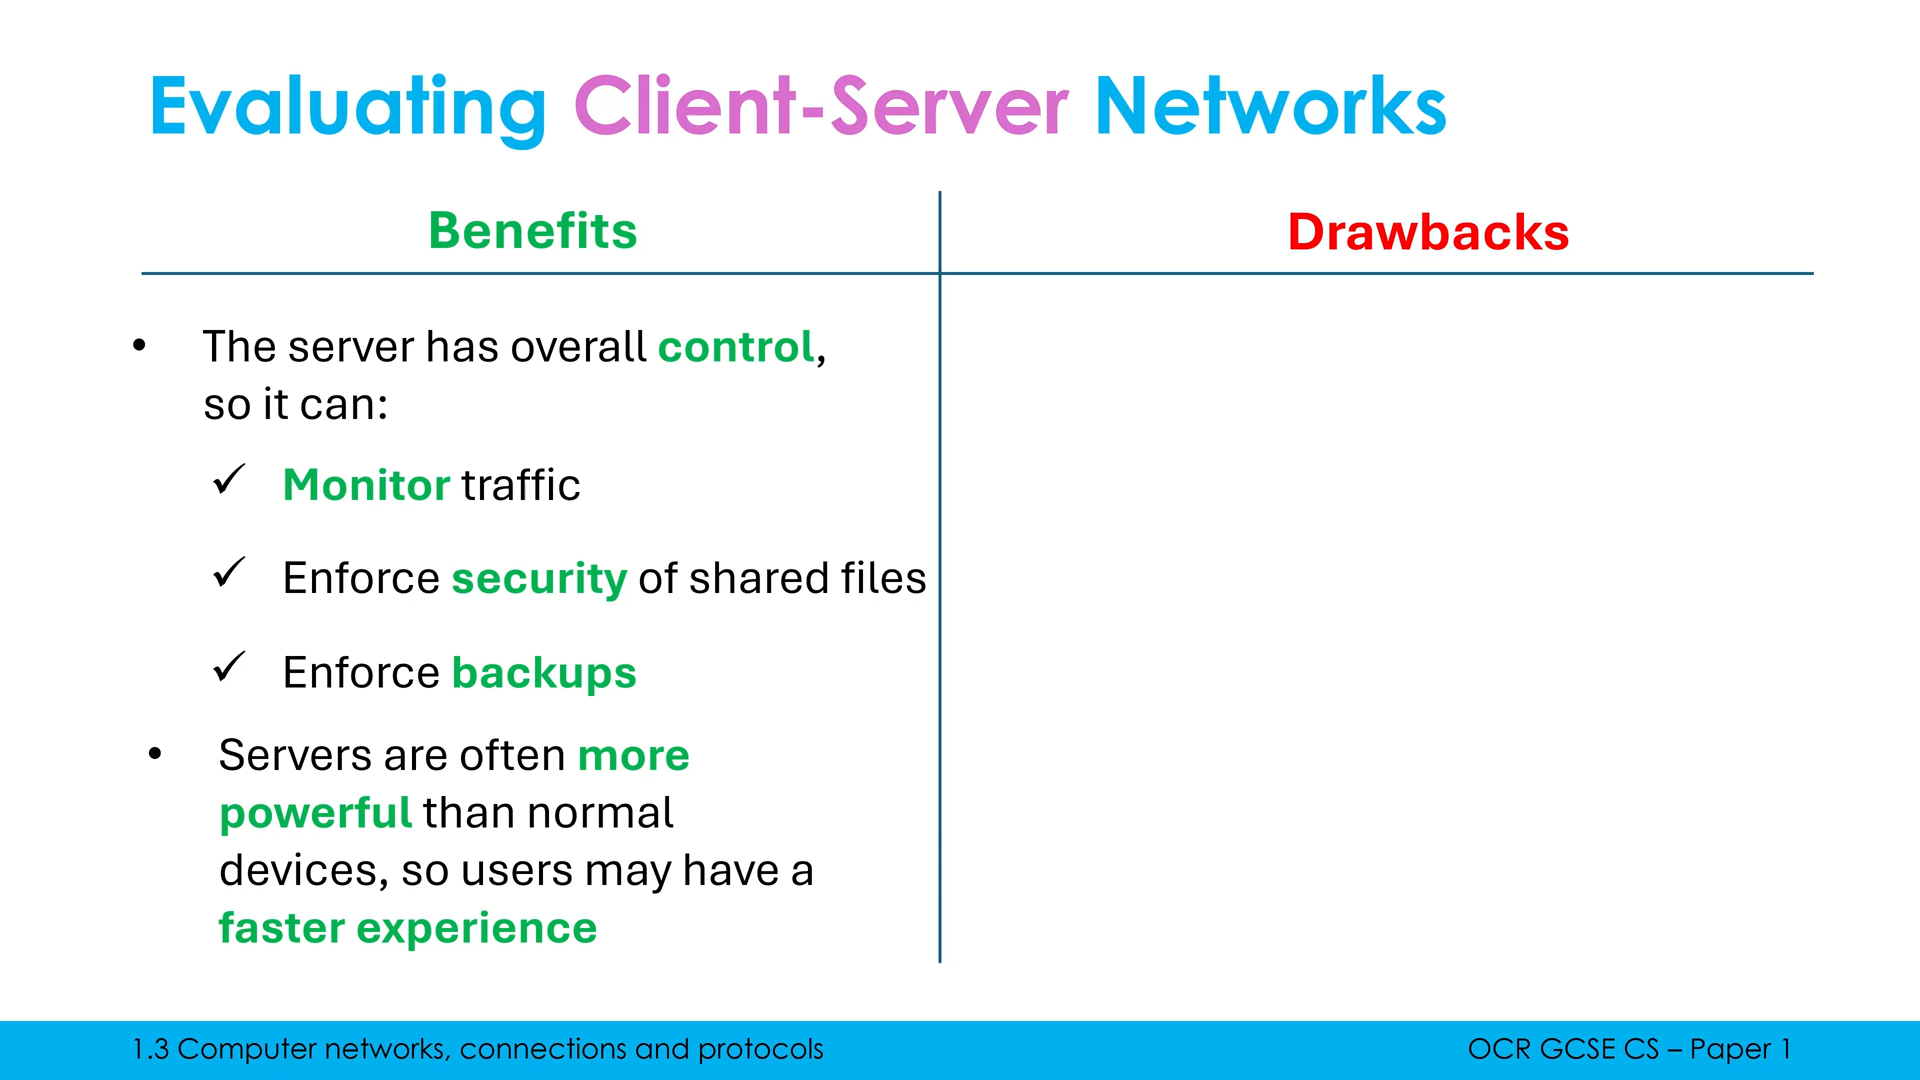 Evaluating Client-Server Networks
Benefits
Drawbacks
• The server has overall control,
so it can:
✓ Monitor traffic
✓ Enforce security of shared files
✓ Enforce backups
• Servers are often more
powerful than normal
devices, so users may have a
faster experience
1.3 Computer networks, connections and protocols
OCR GCSE CS – Paper 1